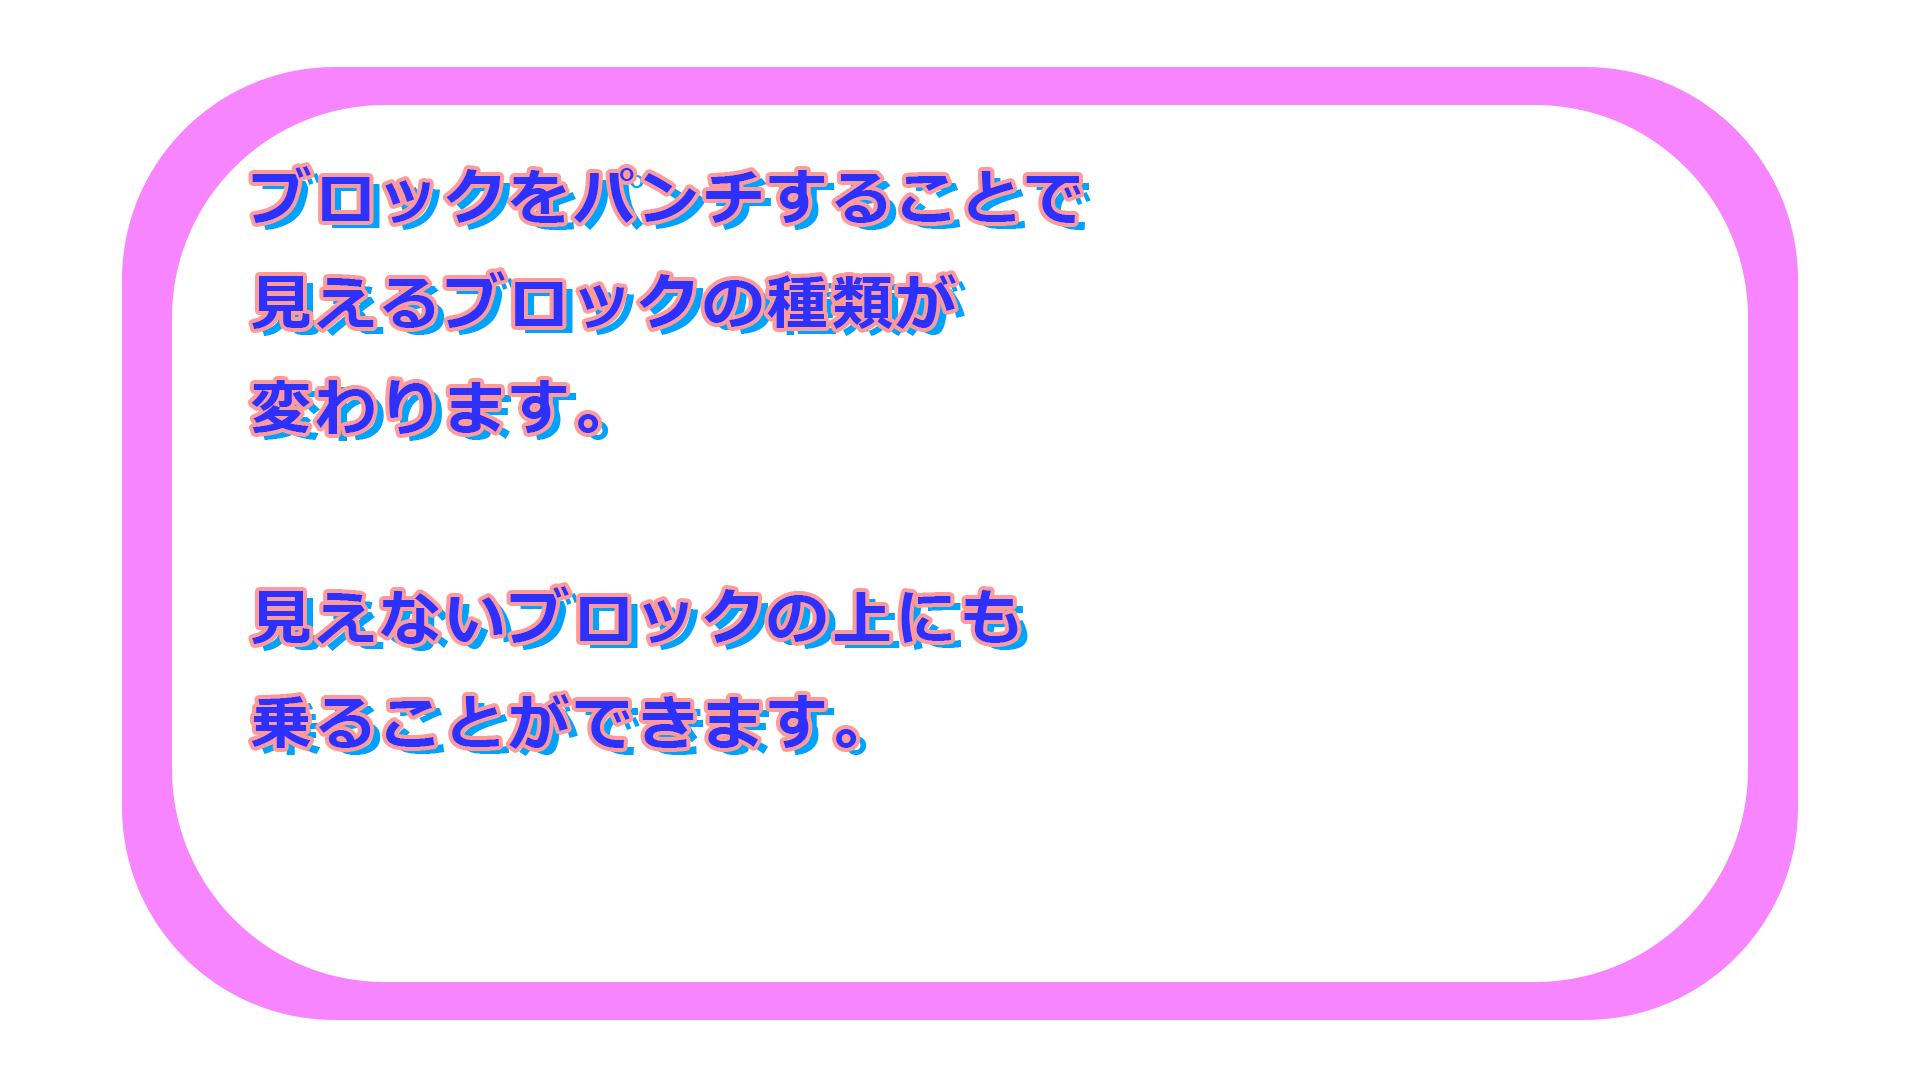 ブロックをパンチすることで
見えるブロックの種類が
変わります。
見えないブロックの上にも
乗ることができます。